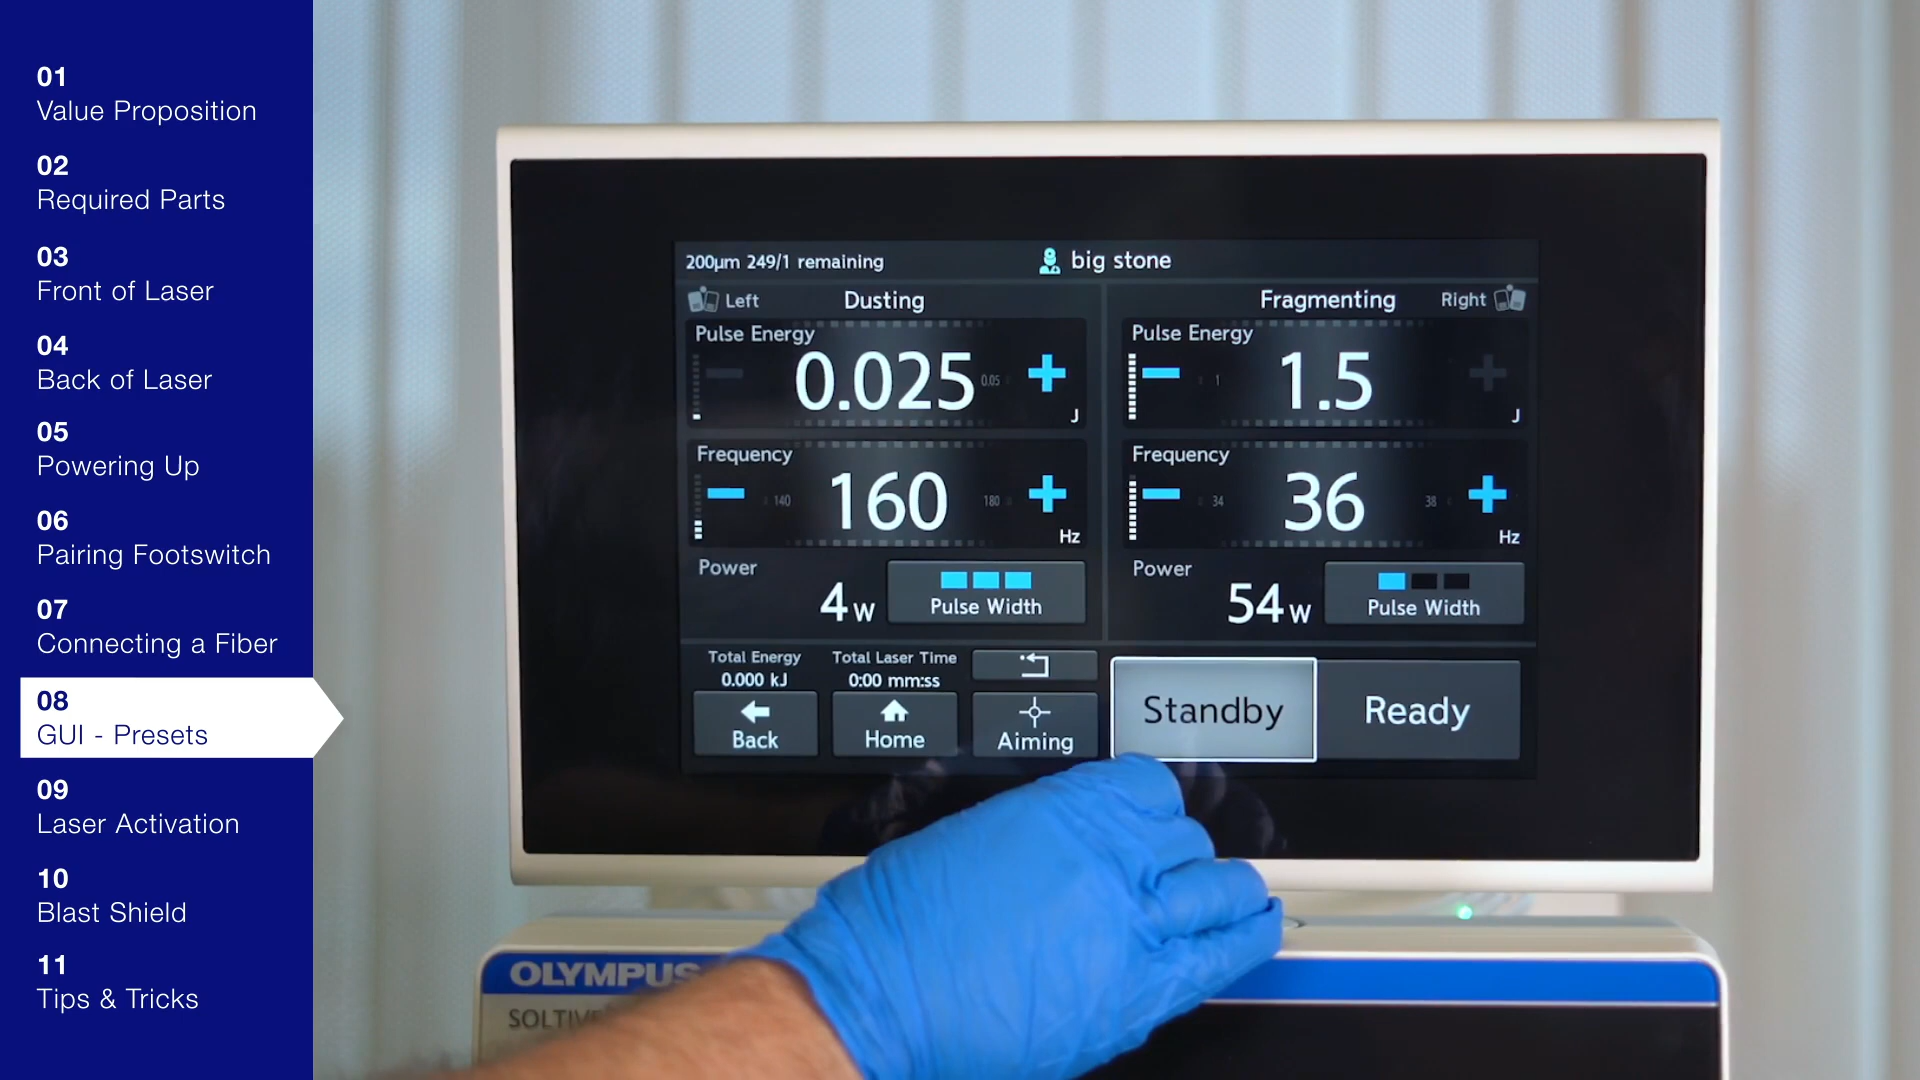 01
Value Proposition
02
Required Parts
03
Front of Laser
04
Back of Laser
05
Powering Up
06
Pairing Footswitch
07
Connecting a Fiber
08
GUI - Presets
09
Laser Activation
10
Blast Shield
11
Tips & Tricks
200µm 249/1 remaining
big stone
Left
Dusting
Fragmenting
Right
Pulse Energy
0.025
0.05
J
Pulse Energy
1
1.5
J
Frequency
140
160
180
Hz
Frequency
34
36
38
Hz
Power
4 W
Pulse Width
Power
54 W
Pulse Width
Total Energy
0.000 kJ
Total Laser Time
0:00 mm:ss
Back
Home
Aiming
Standby
Ready
OLYMPUS